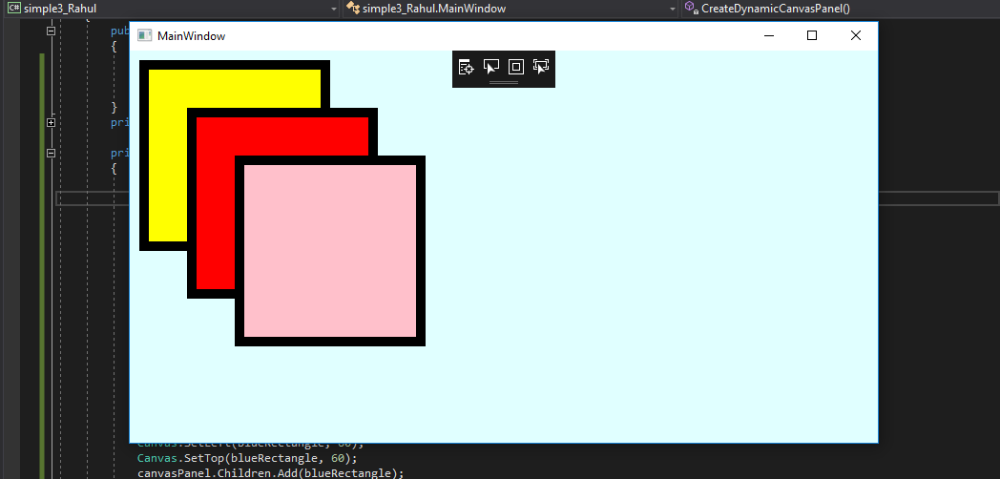 C# simple3_Rahul
simple3_Rahul.MainWindow
CreateDynamicCanvasPanel()
MainWindow
pub
{
}
pri
pri
{
Canvas.SetLeft(blueRectangle, 60);
Canvas.SetTop(blueRectangle, 60);
canvasPanel.Children.Add(blueRectangle);